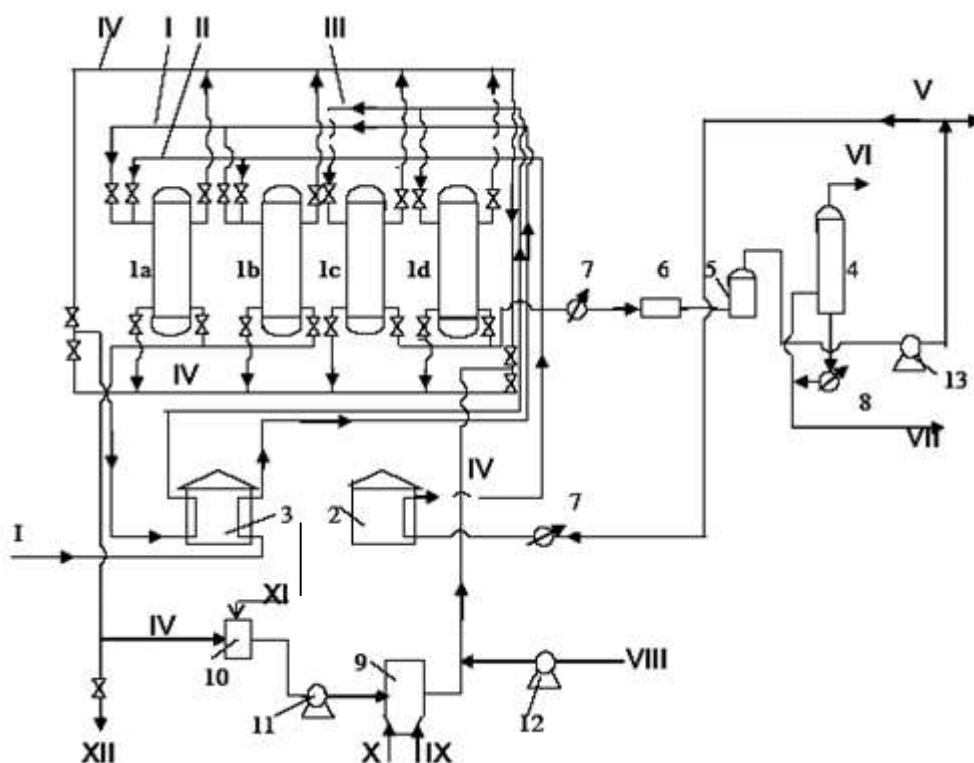 IV I II III
V
VI
1a 1b 1c 1d
7 6 5 4
IV
13
8
VII
IV
3 2 7
I
XI
IV
10
9
VIII
11
12
XII
X IX